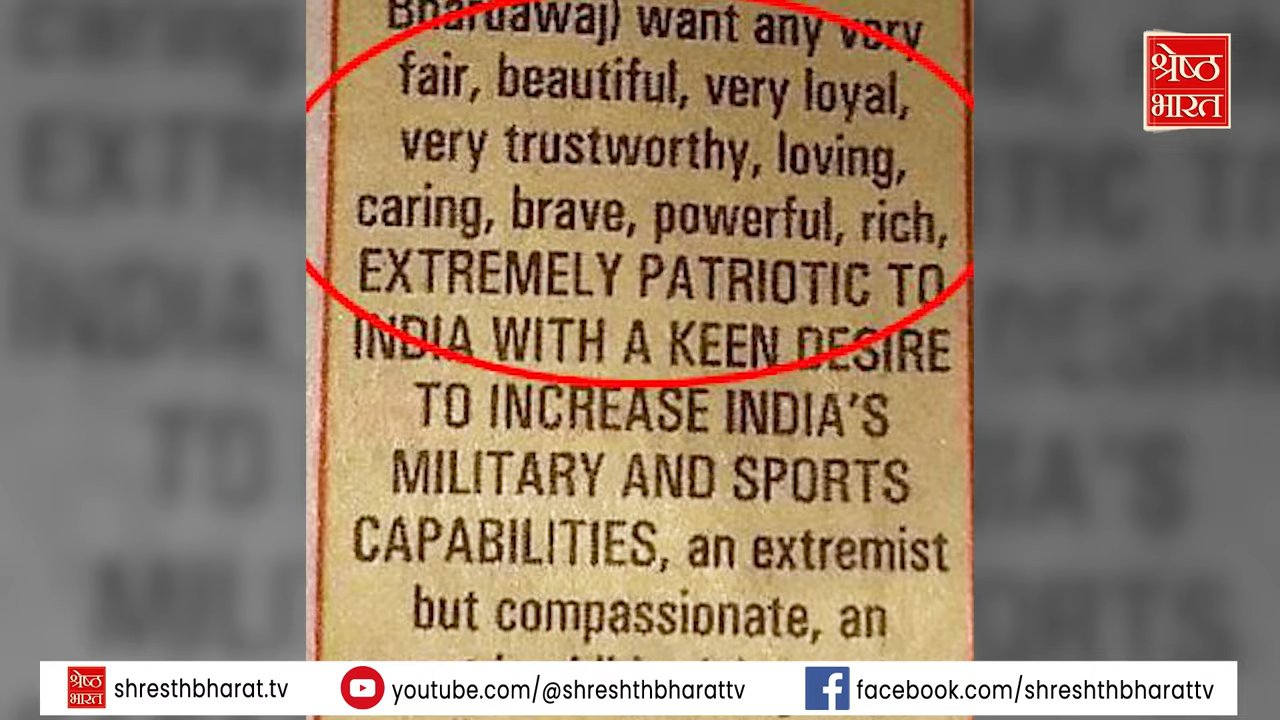 Bhardawaj) want any very
fair, beautiful, very loyal,
very trustworthy, loving,
caring, brave, powerful, rich,
EXTREMELY PATRIOTIC TO
INDIA WITH A KEEN DESIRE
TO INCREASE INDIA'S
MILITARY AND SPORTS
CAPABILITIES, an extremist
but compassionate, an
श्रेष्ठ
भारत
श्रेष्ठ
भारत
shresthbharat.tv
youtube.com/@shreshthbharattv
facebook.com/shreshthbharattv